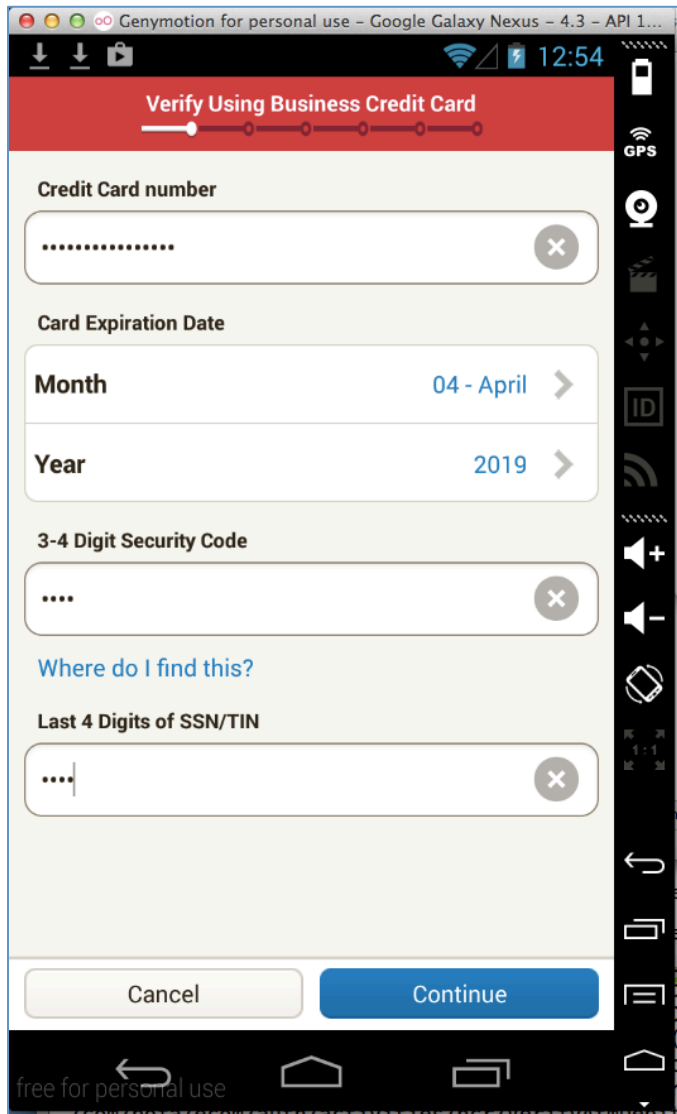 Genymotion for personal use - Google Galaxy Nexus - 4.3 - API 1...
12:54
Verify Using Business Credit Card
GPS
Credit Card number
••••••••••••••••
Card Expiration Date
Month 04 - April
ID
Year 2019
3-4 Digit Security Code
••••
Where do I find this?
Last 4 Digits of SSN/TIN
1:1
••••
Cancel Continue
free for personal use